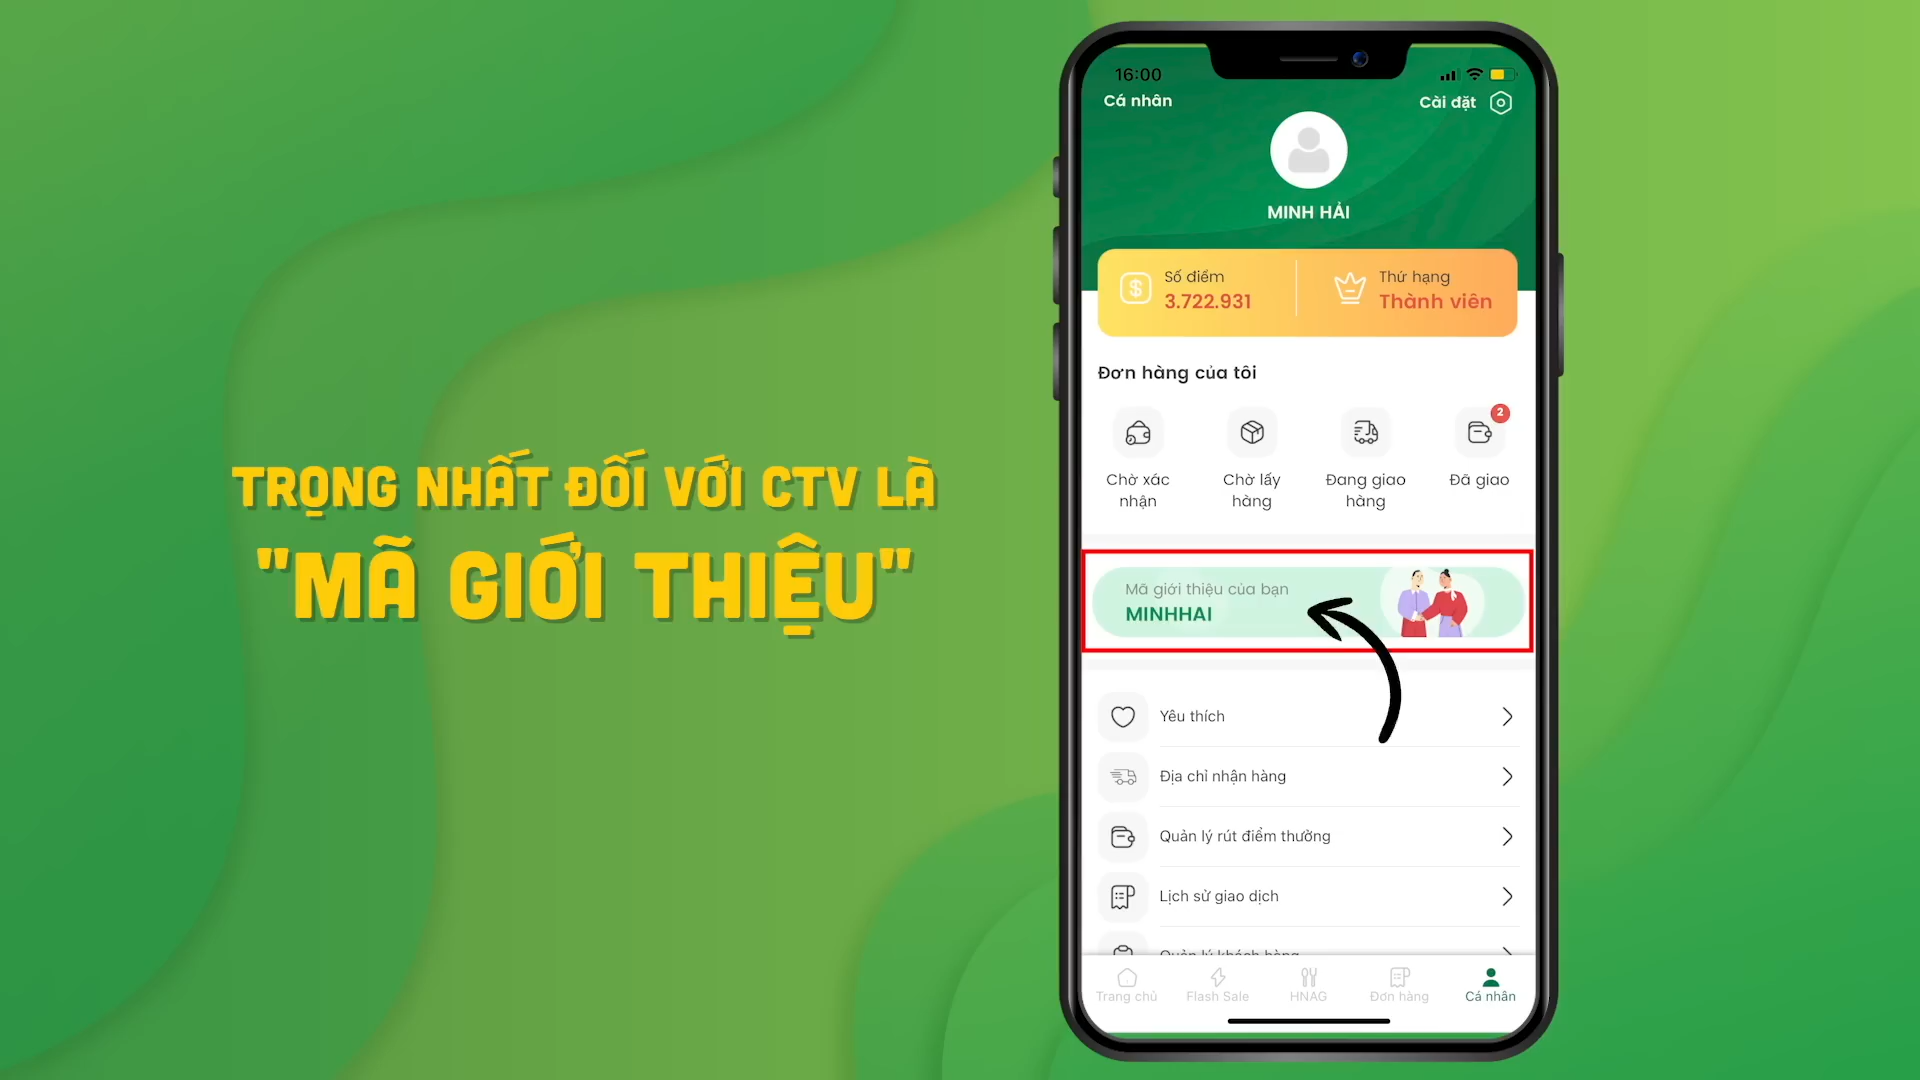 TRỌNG NHẤT ĐỐI VỚI CTV LÀ
"MÃ GIỚI THIỆU"
16:00
Cá nhân
Cài đặt
MINH HẢI
Số điểm
3.722.931
Thứ hạng
Thành viên
Đơn hàng của tôi
2
Chờ xác
nhận
Chờ lấy
hàng
Đang giao
hàng
Đã giao
Mã giới thiệu của bạn
MINHHAI
Yêu thích
Địa chỉ nhận hàng
Quản lý rút điểm thưởng
Lịch sử giao dịch
Quản lý khách hàng
Trang chủ
Flash Sale
HNAG
Đơn hàng
Cá nhân